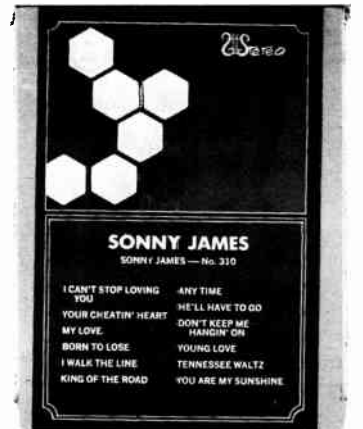 Stereo
SONNY JAMES
SONNY JAMES — No. 310
I CAN'T STOP LOVING
YOU
YOUR CHEATIN' HEART
MY LOVE
BORN TO LOSE
I WALK THE LINE
KING OF THE ROAD
ANY TIME
HE'LL HAVE TO GO
DON'T KEEP ME
HANGIN' ON
YOUNG LOVE
TENNESSEE WALTZ
YOU ARE MY SUNSHINE